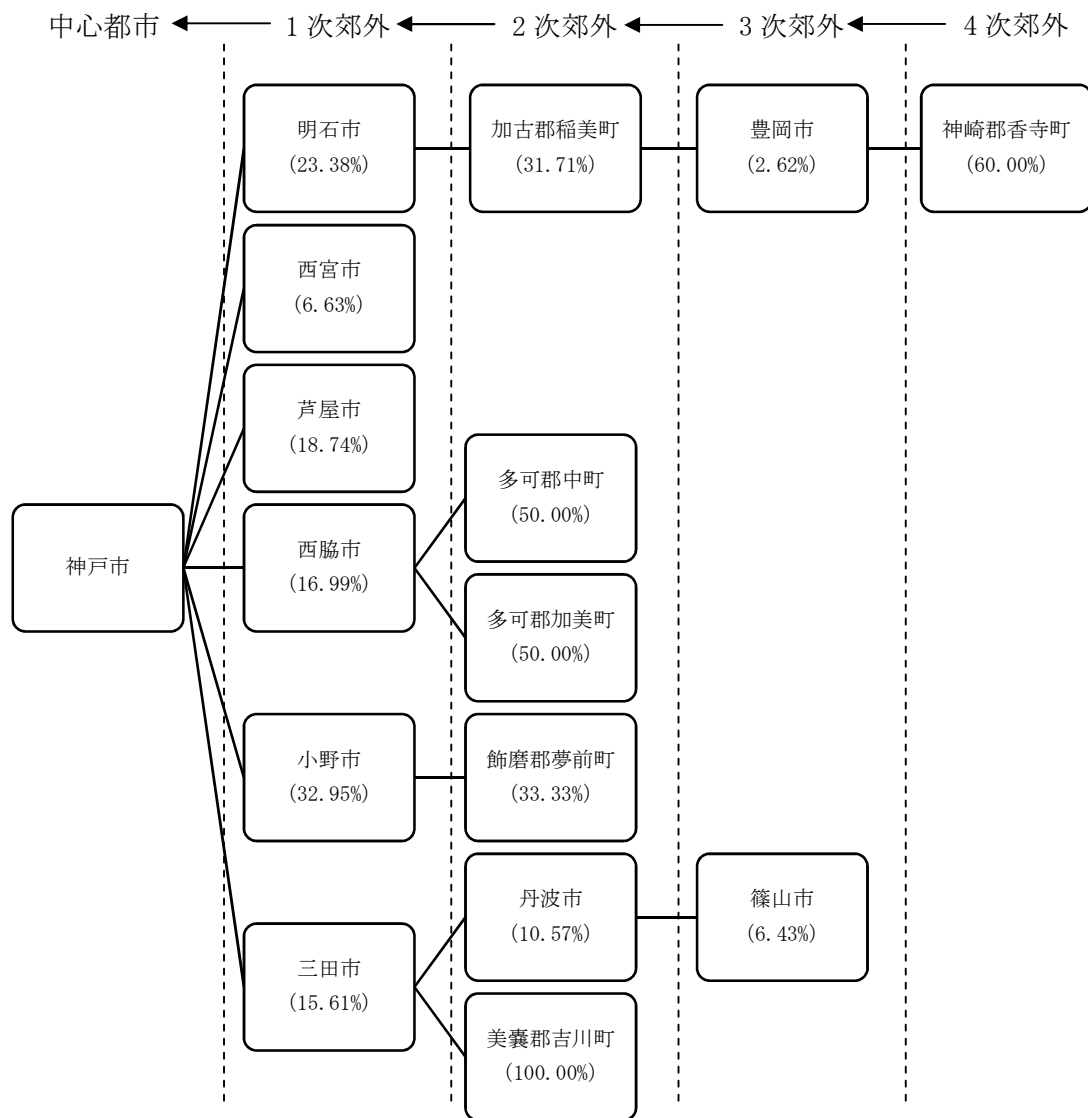 中心都市 1次郊外 2次郊外 3次郊外 4次郊外
明石市
(23.38%)
加古郡稲美町
(31.71%)
豊岡市
(2.62%)
神崎郡香寺町
(60.00%)
西宮市
(6.63%)
芦屋市
(18.74%)
多可郡中町
(50.00%)
神戸市
西脇市
(16.99%)
多可郡加美町
(50.00%)
小野市
(32.95%)
飾磨郡夢前町
(33.33%)
丹波市
(10.57%)
篠山市
(6.43%)
三田市
(15.61%)
美嚢郡吉川町
(100.00%)